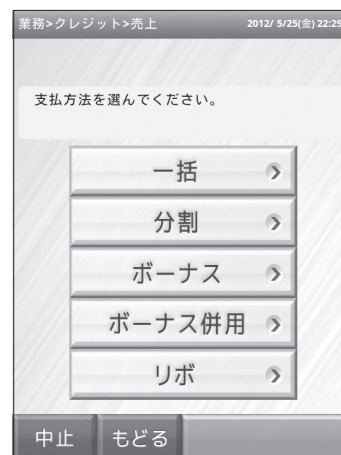 業務>クレジット>売上 2012/ 5/25(金) 22:29
支払方法を選んでください。
一括
分割
ボーナス
ボーナス併用
リボ
中止 もどる